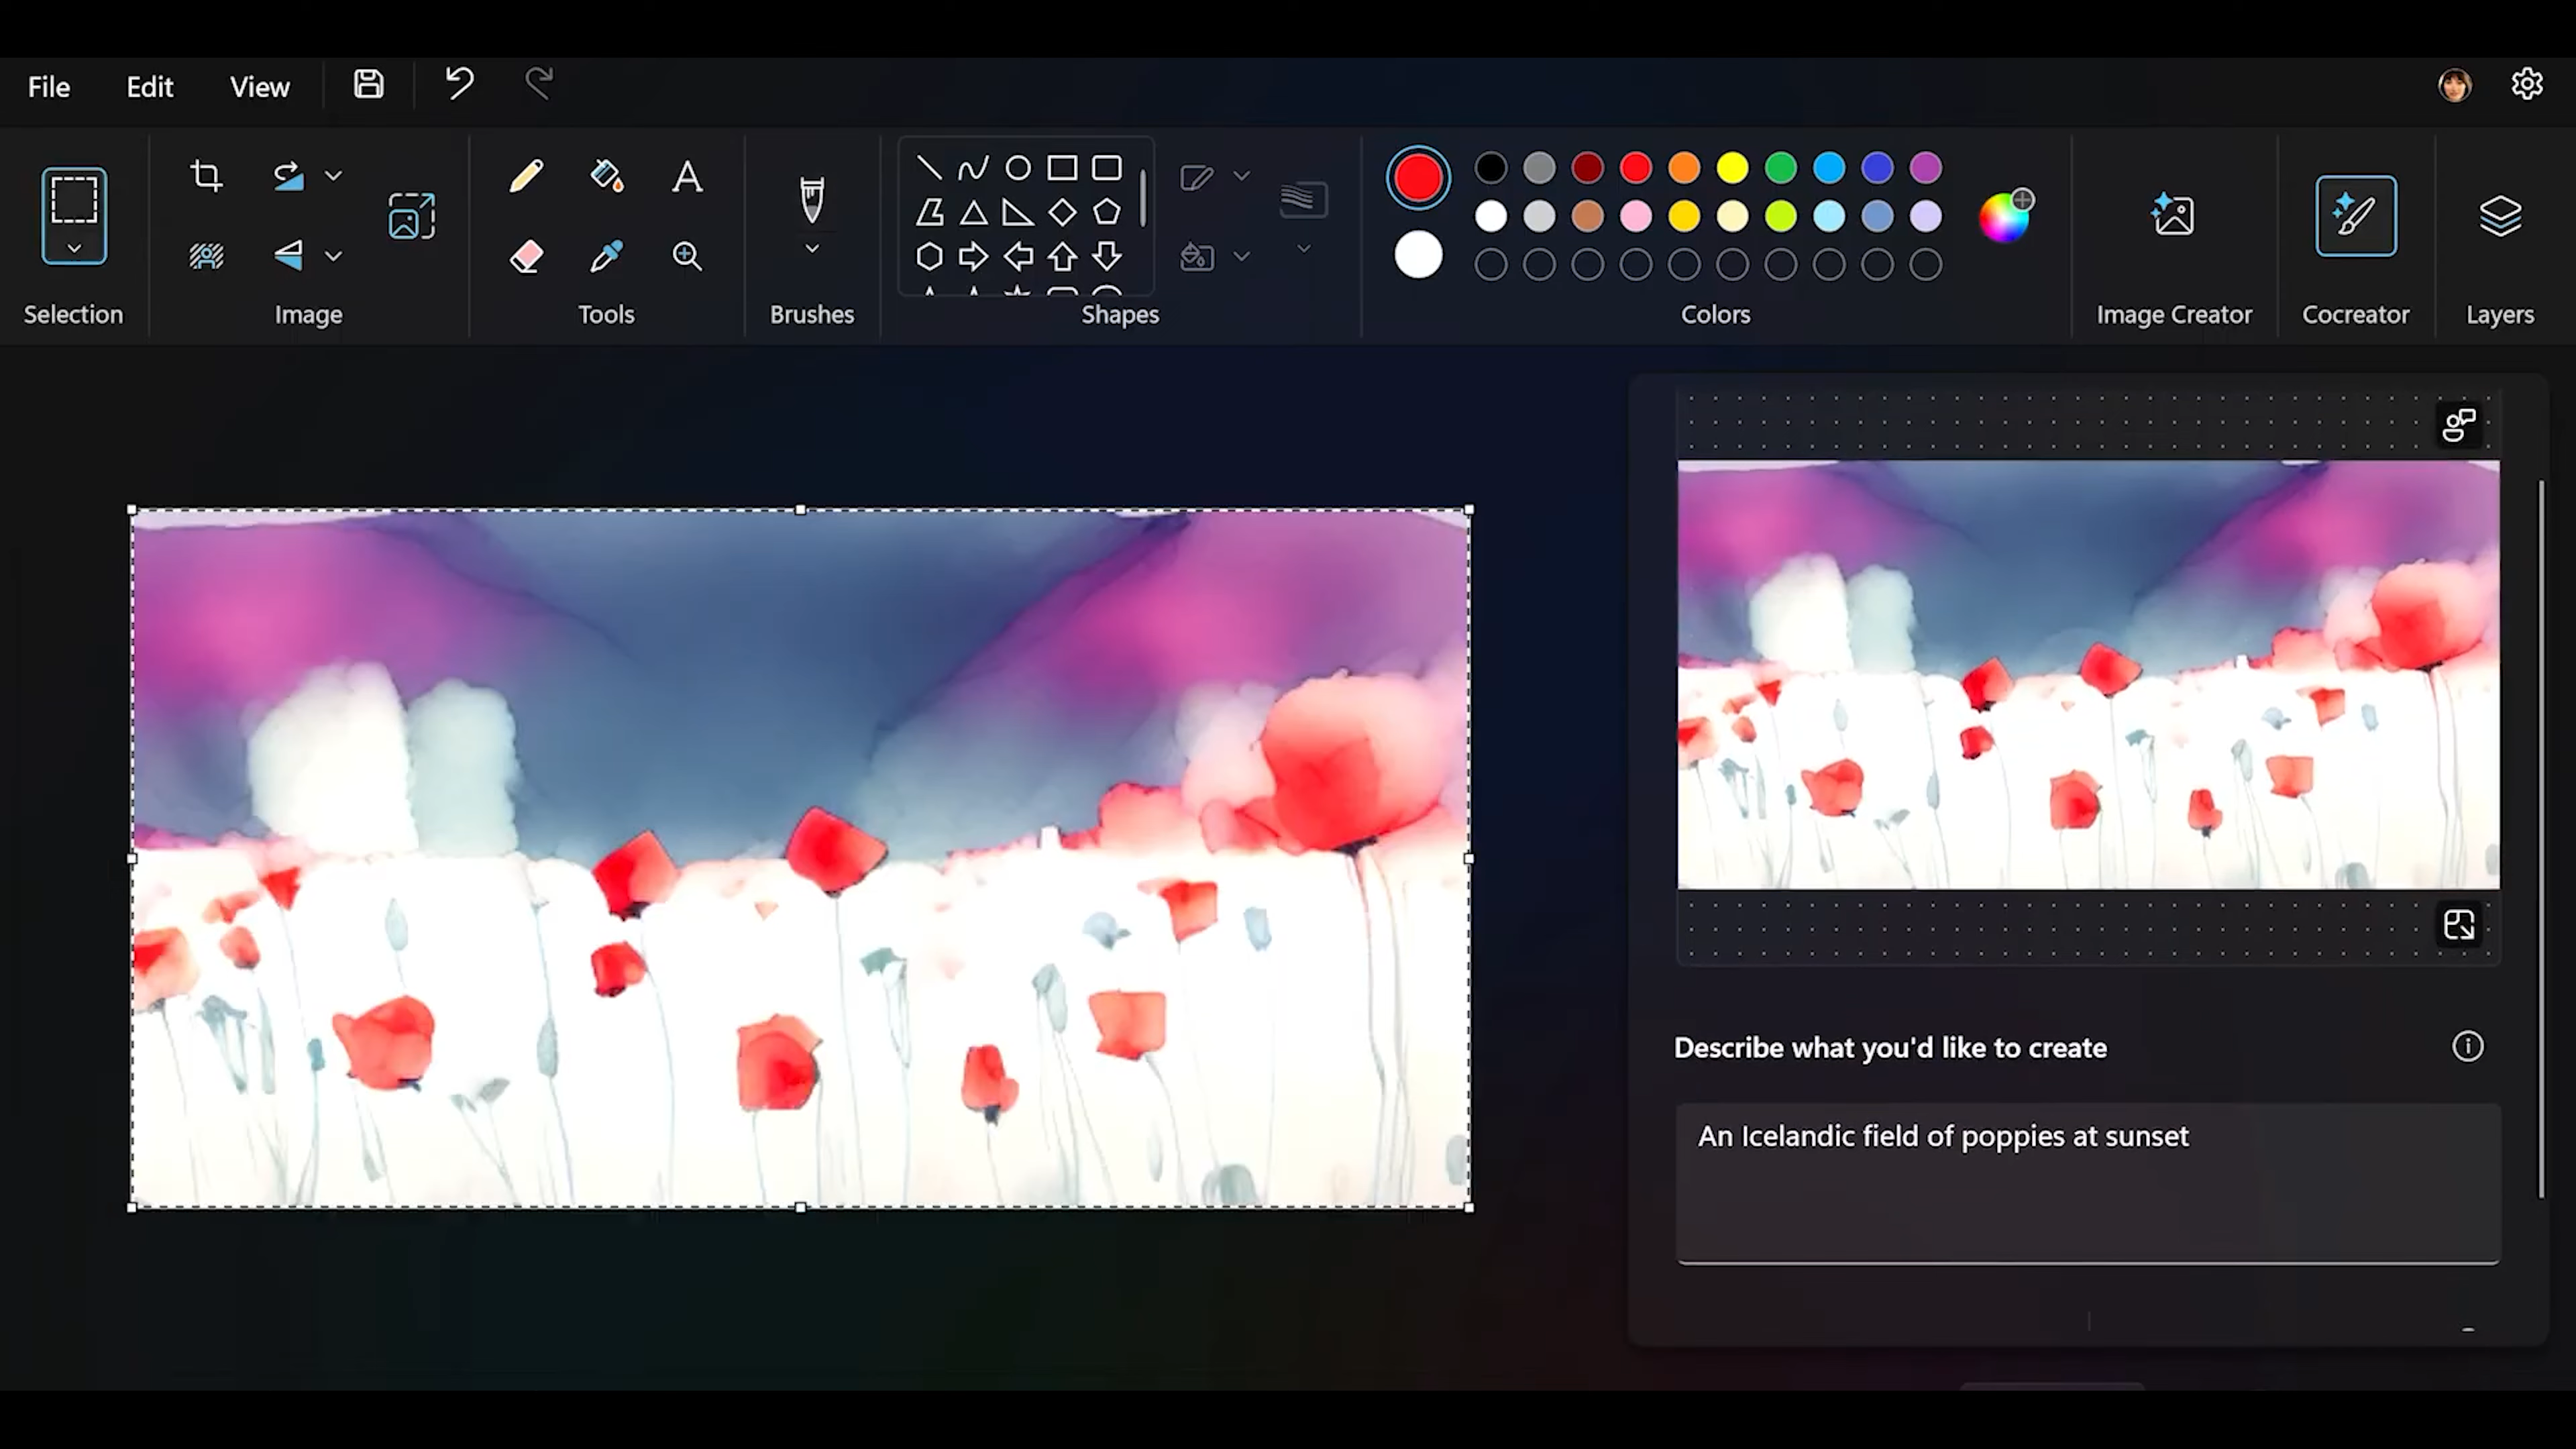 File Edit View
Selection Image Tools Brushes Shapes Colors Image Creator Cocreator Layers
Describe what you'd like to create
An Icelandic field of poppies at sunset